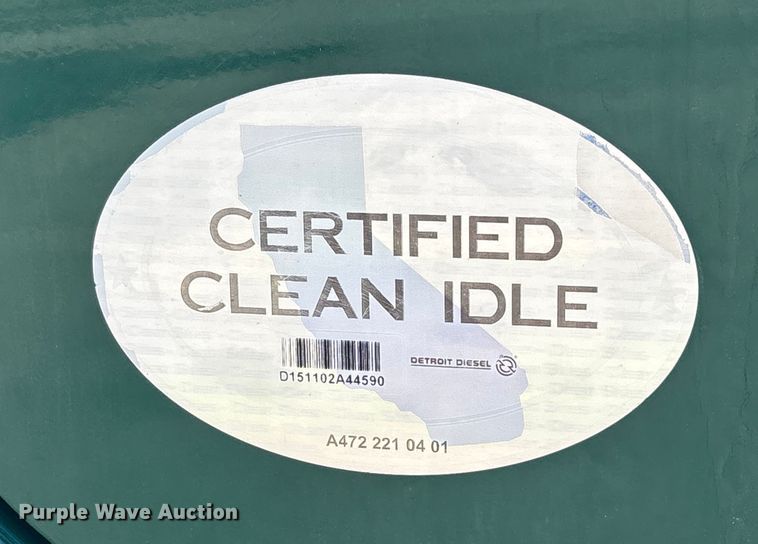 CERTIFIED
CLEAN IDLE
D151102A44590
DETROIT DIESEL
A472 221 04 01
Purple Wave Auction